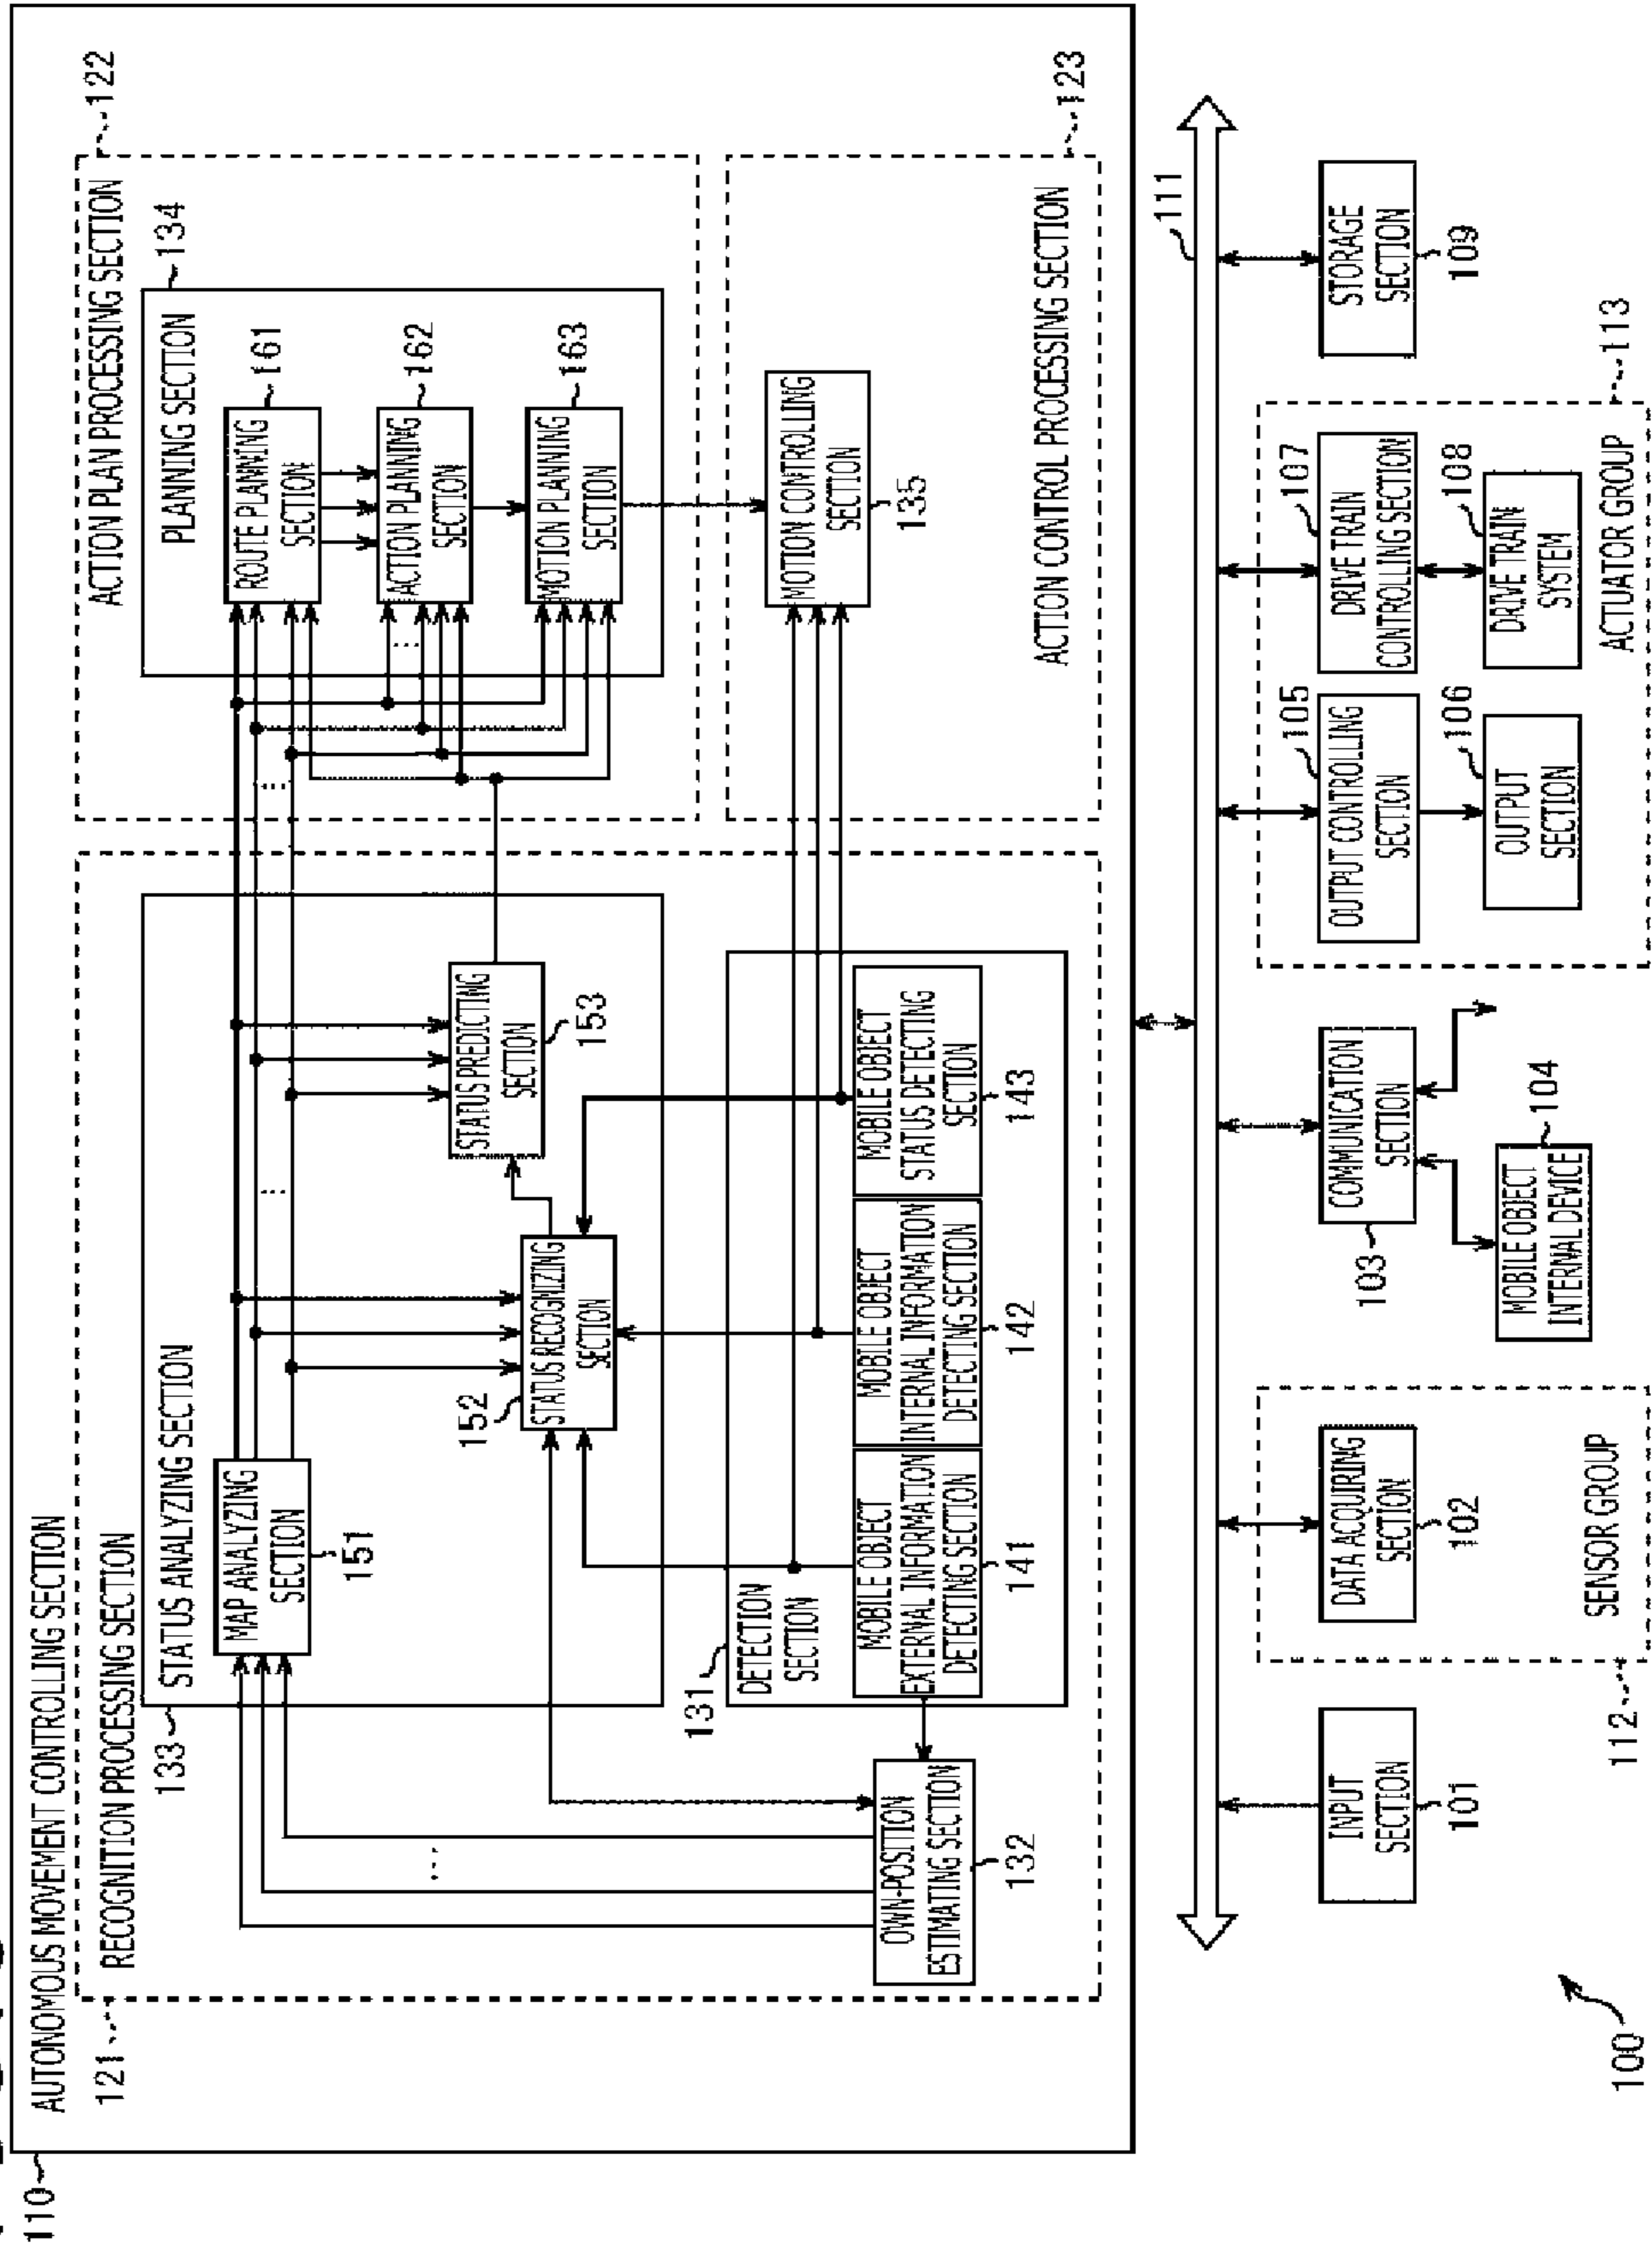 110
AUTONOMOUS MOVEMENT CONTROLLING SECTION
121
RECOGNITION PROCESSING SECTION
133
STATUS ANALYZING SECTION
MAP ANALYZING
SECTION
151
...
152
STATUS RECOGNIZING
SECTION
...
STATUS PREDICTING
SECTION
153
...
131
DETECTION
SECTION
MOBILE OBJECT
EXTERNAL INFORMATION
DETECTING SECTION
141
MOBILE OBJECT
INTERNAL INFORMATION
DETECTING SECTION
142
MOBILE OBJECT
STATUS DETECTING
SECTION
143
OWN-POSITION
ESTIMATING SECTION
132
122
ACTION PLAN PROCESSING SECTION
134
PLANNING SECTION
ROUTE PLANNING
SECTION
161
...
ACTION PLANNING
SECTION
162
MOTION PLANNING
SECTION
163
123
MOTION CONTROLLING
SECTION
135
ACTION CONTROL PROCESSING SECTION
111
INPUT
SECTION
101
112
DATA ACQUIRING
SECTION
102
SENSOR GROUP
COMMUNICATION
SECTION
103
MOBILE OBJECT
INTERNAL DEVICE
104
OUTPUT CONTROLLING
SECTION
105
OUTPUT
SECTION
106
DRIVE TRAIN
CONTROLLING SECTION
107
DRIVE TRAIN
SYSTEM
108
ACTUATOR GROUP
113
STORAGE
SECTION
109
100